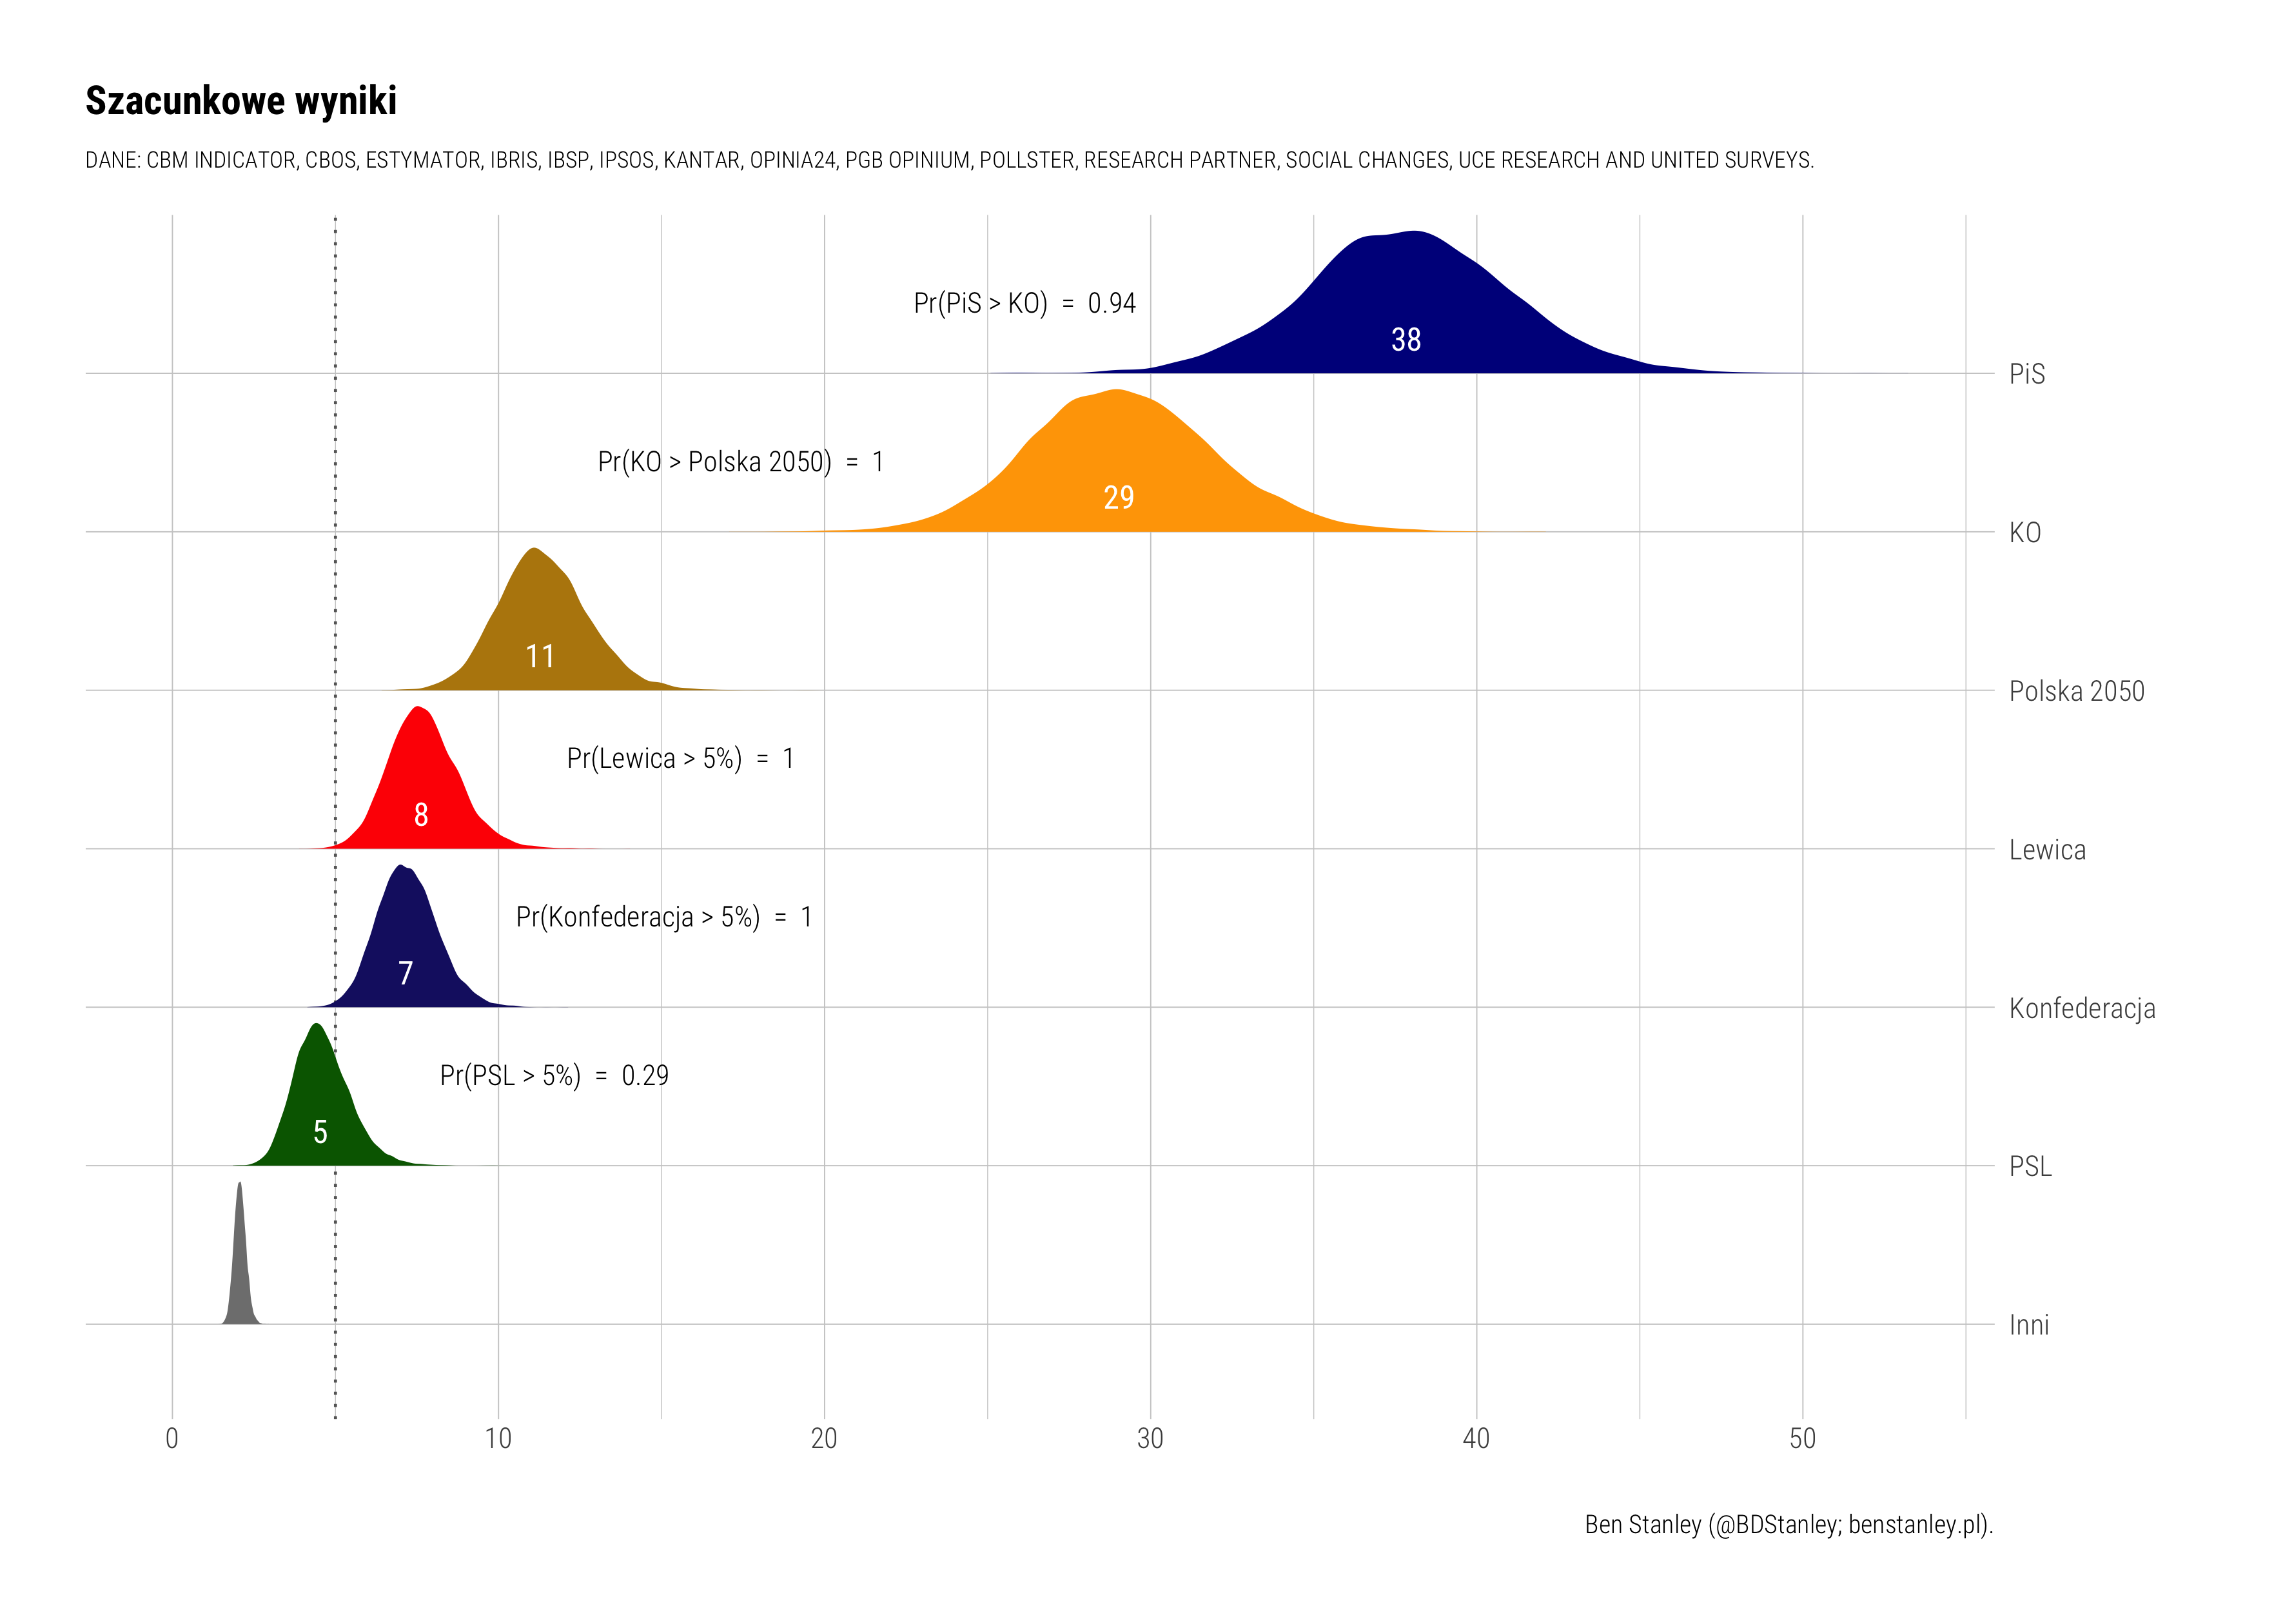 Szacunkowe wyniki
DANE: CBM INDICATOR, CBOS, ESTYMATOR, IBRIS, IBSP, IPSOS, KANTAR, OPINIA24, PGB OPINIUM, POLLSTER, RESEARCH PARTNER, SOCIAL CHANGES, UCE RESEARCH AND UNITED SURVEYS.
Pr(PiS > KO) = 0.94
38
PiS
Pr(KO > Polska 2050) = 1
29
KO
11
Polska 2050
Pr(Lewica > 5%) = 1
8
Lewica
Pr(Konfederacja > 5%) = 1
7
Konfederacja
Pr(PSL > 5%) = 0.29
5
PSL
Inni
0 10 20 30 40 50
Ben Stanley (@BDStanley; benstanley.pl).